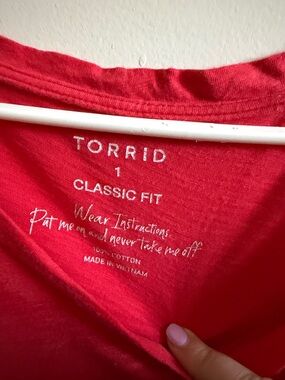 TORRID
1
CLASSIC FIT
Wear Instructions:
Put me on and never take me off
100% COTTON
MADE IN VIETNAM